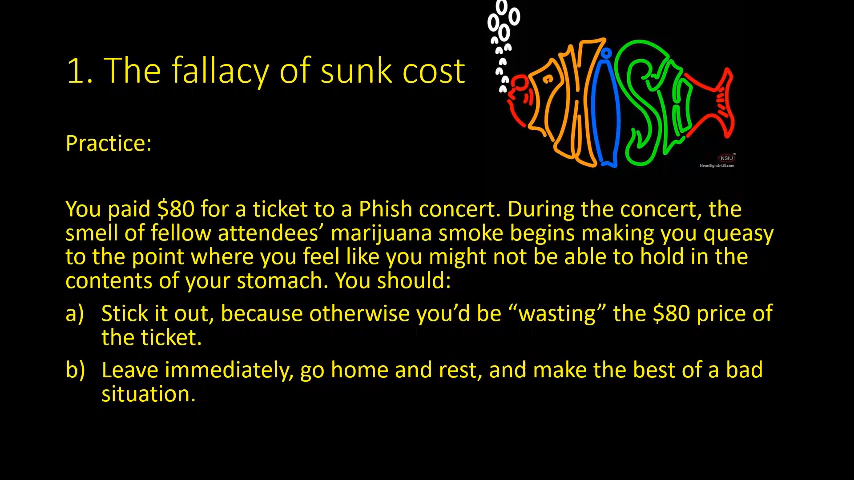 1. The fallacy of sunk cost
PHISH
Practice:
You paid $80 for a ticket to a Phish concert. During the concert, the
smell of fellow attendees’ marijuana smoke begins making you queasy
to the point where you feel like you might not be able to hold in the
contents of your stomach. You should:
a) Stick it out, because otherwise you’d be “wasting” the $80 price of
the ticket.
b) Leave immediately, go home and rest, and make the best of a bad
situation.